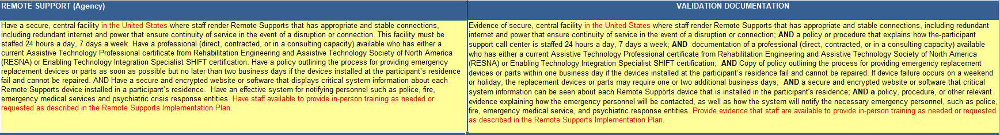 REMOTE SUPPORT (Agency)
Have a secure, central facility in the United States where staff render Remote Supports that has appropriate and stable connections,
including redundant internet and power that ensure continuity of service in the event of a disruption or connection. This facility must be
staffed 24 hours a day, 7 days a week. Have a professional (direct, contracted, or in a consulting capacity) available who has either a
current Assistive Technology Professional certificate from Rehabilitation Engineering and Assistive Technology Society of North America
(RESNA) or Enabling Technology Integration Specialist SHIFT certification. Have a policy outlining the process for providing emergency
replacement devices or parts as soon as possible but no later than two business days if the devices installed at the participant's residence
fail and cannot be repaired. AND Have a secure and encrypted website or software that displays critical system information about each
Remote Supports device installed in a participant's residence.  Have an effective system for notifying personnel such as police, fire,
emergency medical services and psychiatric crisis response entities. Have staff available to provide in-person training as needed or
requested as described in the Remote Supports Implementation Plan.
VALIDATION DOCUMENTATION
Evidence of secure, central facility in the United States where staff render Remote Supports that has appropriate and stable connections, including redundant
internet and power that ensure continuity of service in the event of a disruption or connection; AND a policy or procedure that explains how the-participant
support call center is staffed 24 hours a day, 7 days a week; AND  documentation of a professional (direct, contracted, or in a consulting capacity) available
who has either a current Assistive Technology Professional certificate from Rehabilitation Engineering and Assistive Technology Society of North America
(RESNA) or Enabling Technology Integration Specialist SHIFT certification;  AND Copy of policy outlining the process for providing emergency replacement
devices or parts within one business day if the devices installed at the participant's residence fail and cannot be repaired. If device failure occurs on a weekend
or holiday, the replacement devices or parts may require one or two additional business days;  AND a secure and encrypted website or software that critical
system information can be seen about each Remote Supports device that is installed in the participant's residence; AND a policy, procedure, or other relevant
evidence explaining how the emergency personnel will be contacted, as well as how the system will notify the necessary emergency personnel, such as police,
fire, emergency medical service, and psychiatric response entities. Provide evidence that staff are available to provide in-person training as needed or requested
as described in the Remote Supports Implementation Plan.